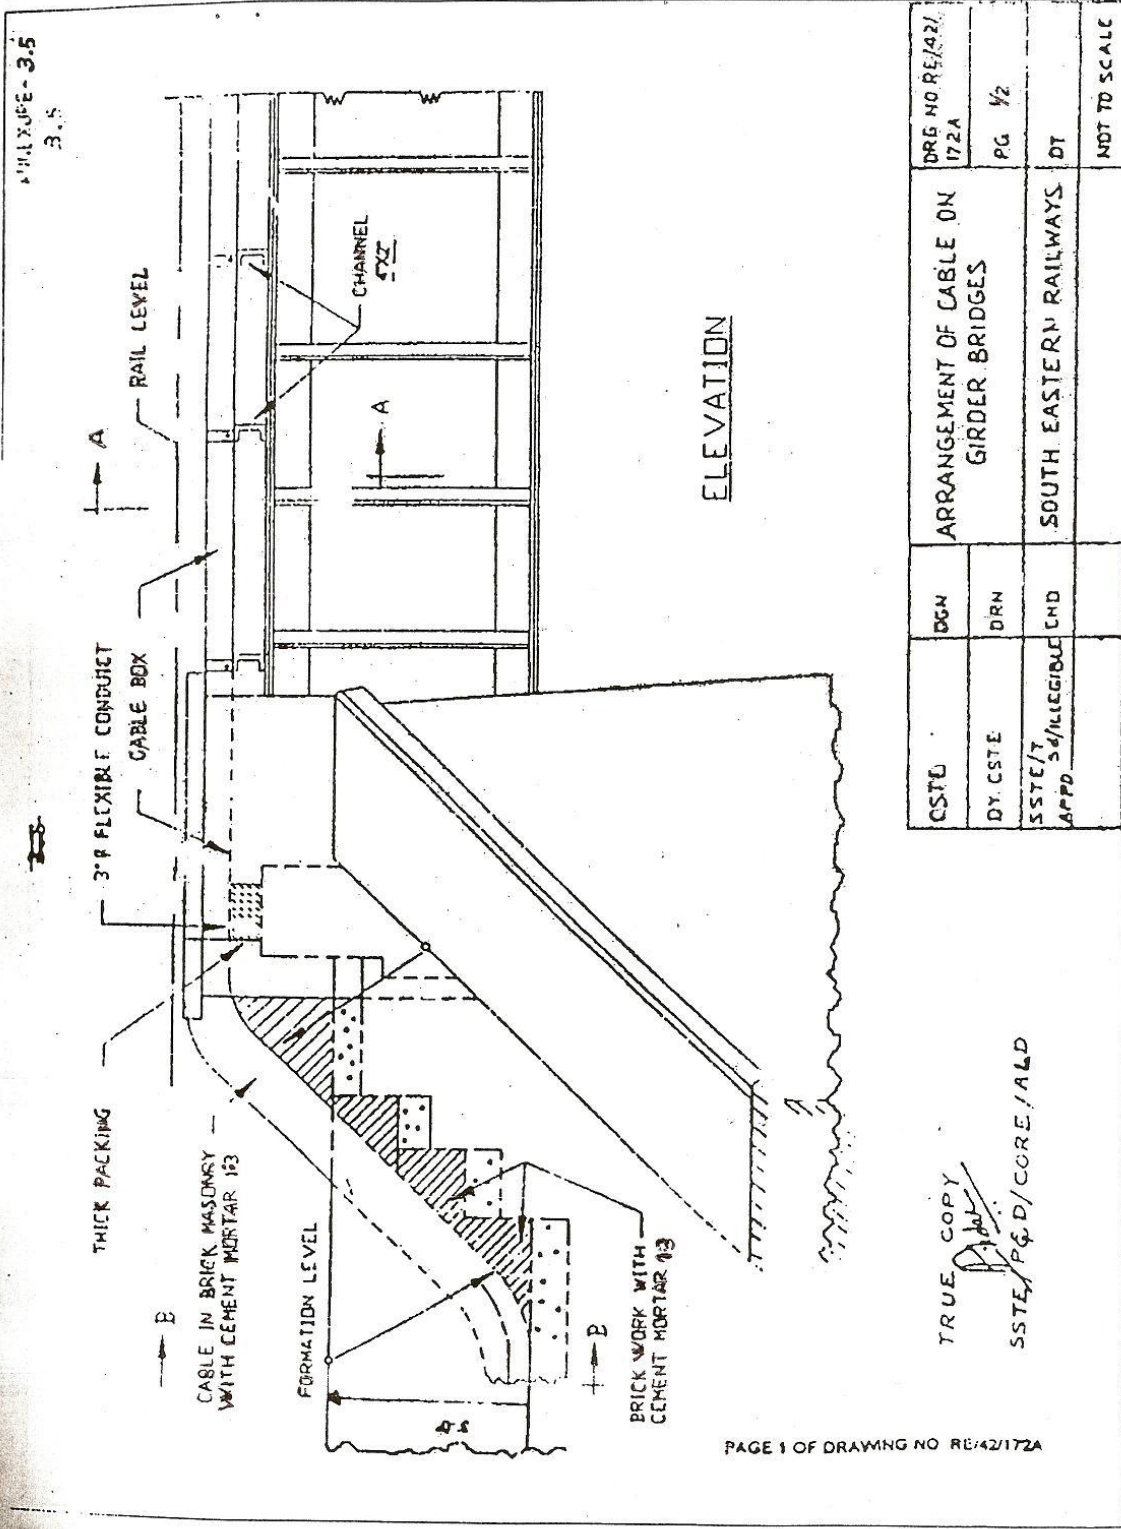 3.5
3.5
A
RAIL LEVEL
3"φ FLEXIBLE CONDUIET
CABLE BOX
CHANNEL
A
THICK PACKING
B
CABLE IN BRICK MASONRY
WITH CEMENT MORTAR 1:3
FORMATION LEVEL
B
BRICK WORK WITH
CEMENT MORTAR 1:3
ELEVATION
TRUE COPY
SSTE/PG D/CORE/ALD
DGN
ARRANGEMENT OF CABLE ON
GIRDER BRIDGES
DRG NO RE/42/
172A
DY. CSTE
DRN
PG 1/2
SSTE/T
APPD Sd/ILLEGIBLE
CHD
SOUTH EASTERN RAILWAYS
DT
NOT TO SCALE
PAGE 1 OF DRAWING NO RE/42/172A